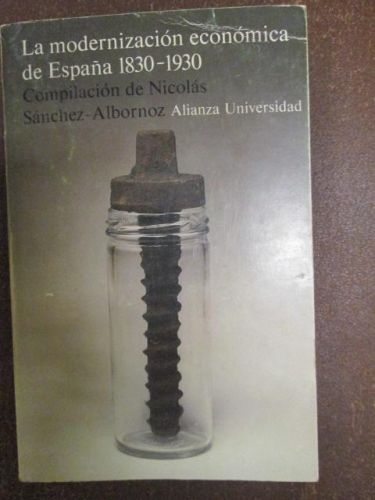 La modernización económica
de España 1830-1930
Compilación de Nicolás
Sánchez-Albornoz Alianza Universidad